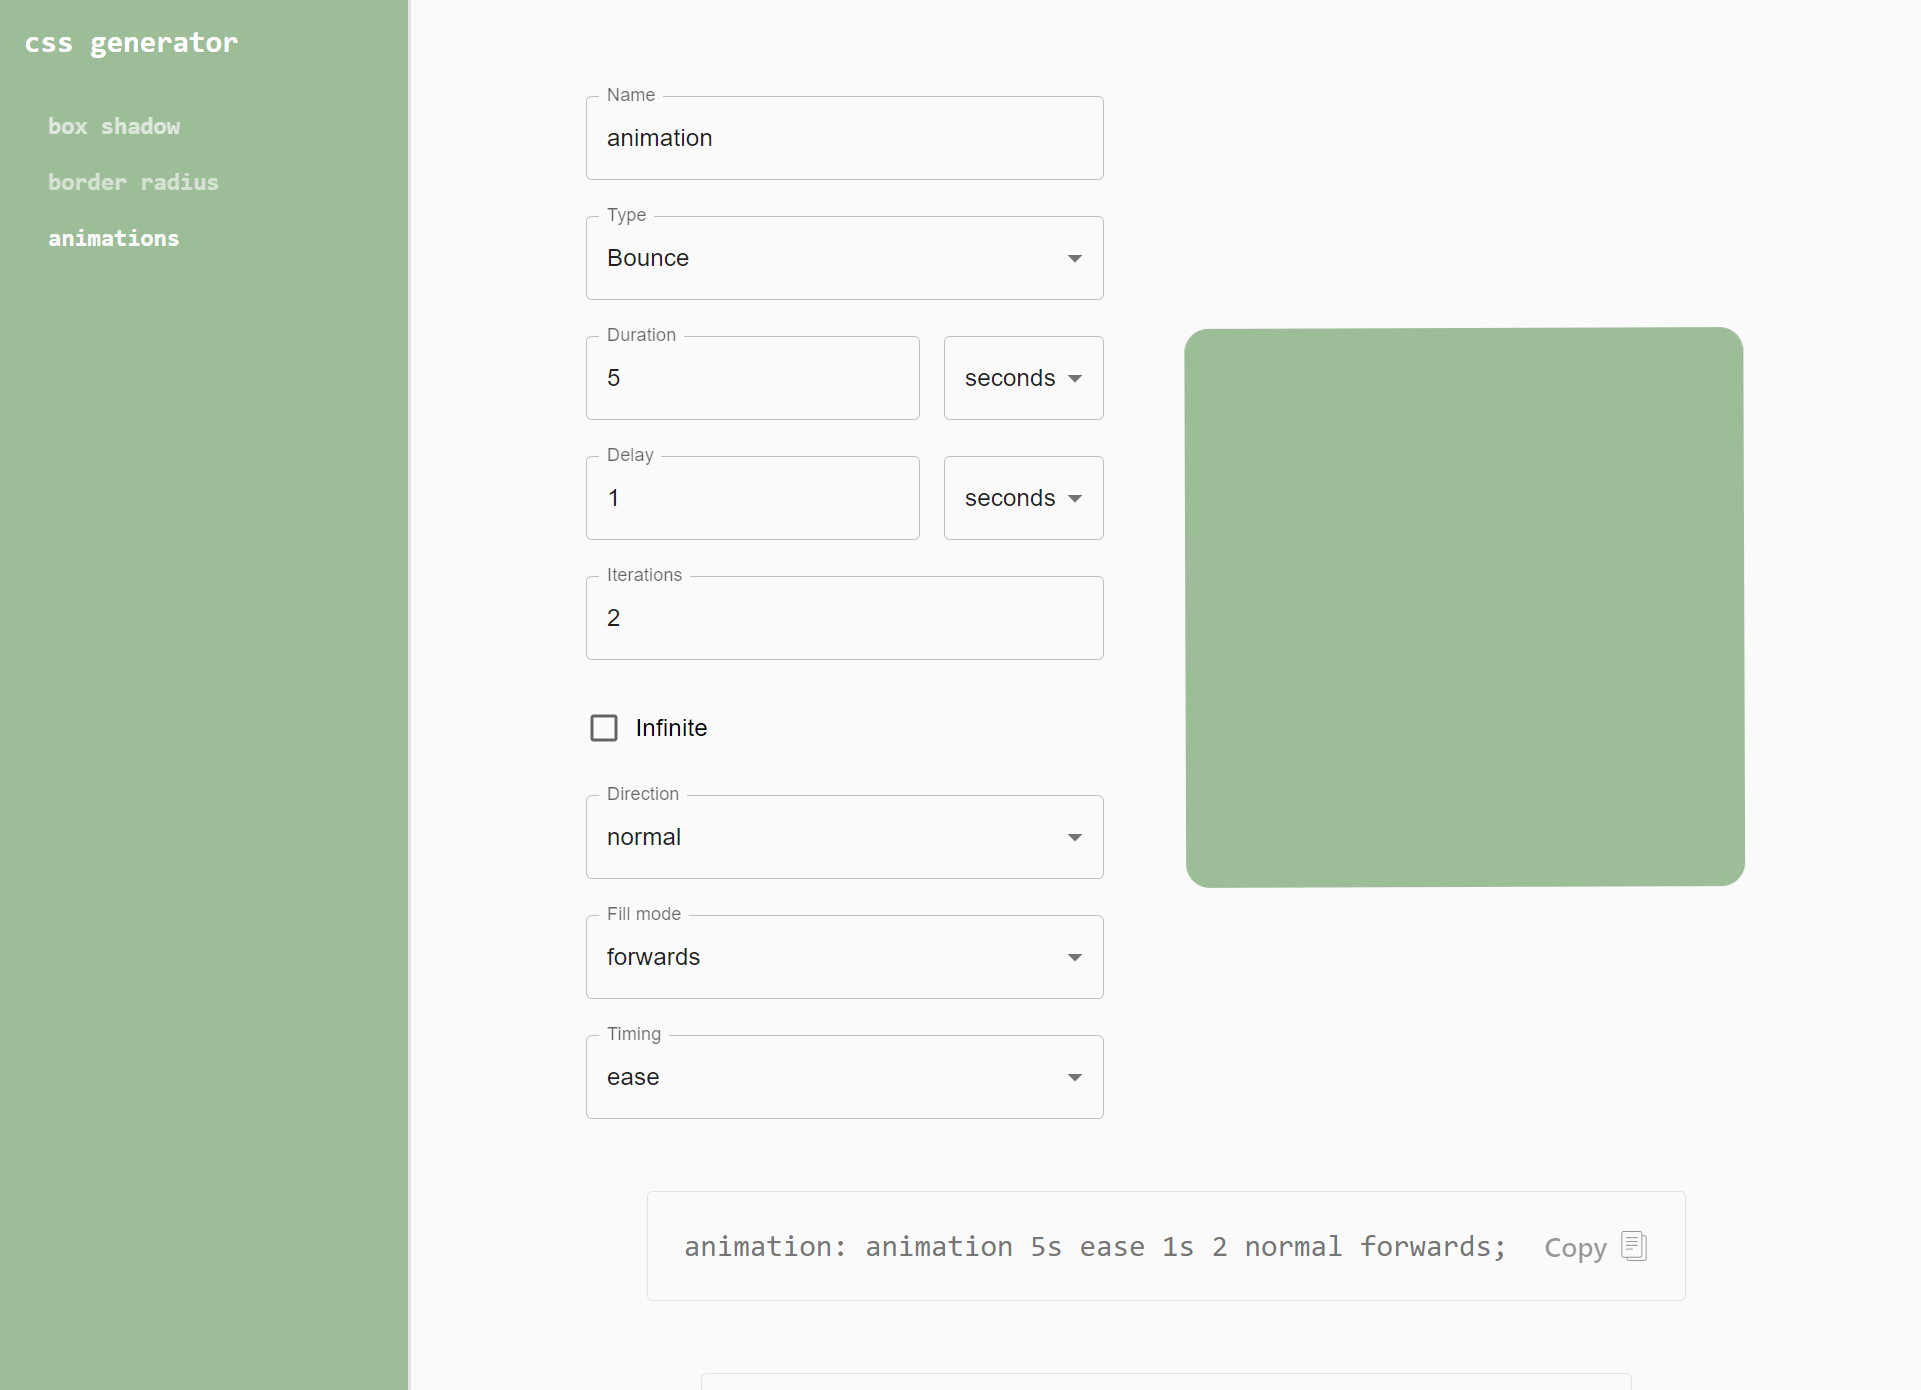 css generator
box shadow
border radius
animations
Name
animation
Type
Bounce
Duration
5
seconds
Delay
1
seconds
Iterations
2
Infinite
Direction
normal
Fill mode
forwards
Timing
ease
animation: animation 5s ease 1s 2 normal forwards;
Copy